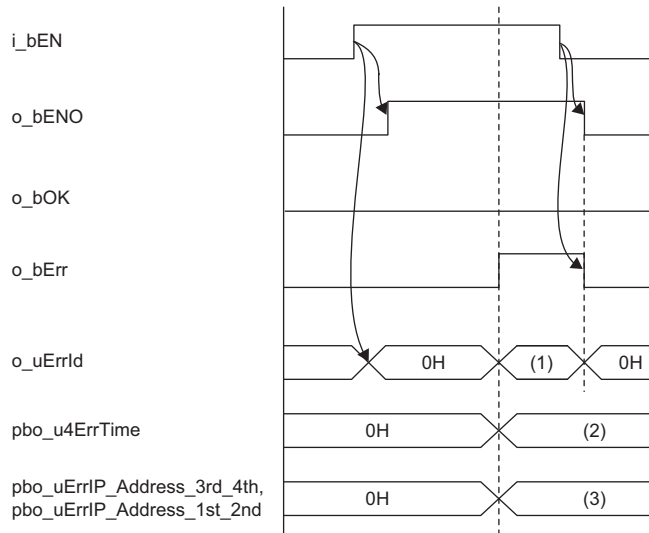 i_bEN
o_bENO
o_bOK
o_bErr
o_uErrId
0H
(1)
0H
pbo_u4ErrTime
0H
(2)
pbo_uErrIP_Address_3rd_4th,
pbo_uErrIP_Address_1st_2nd
0H
(3)